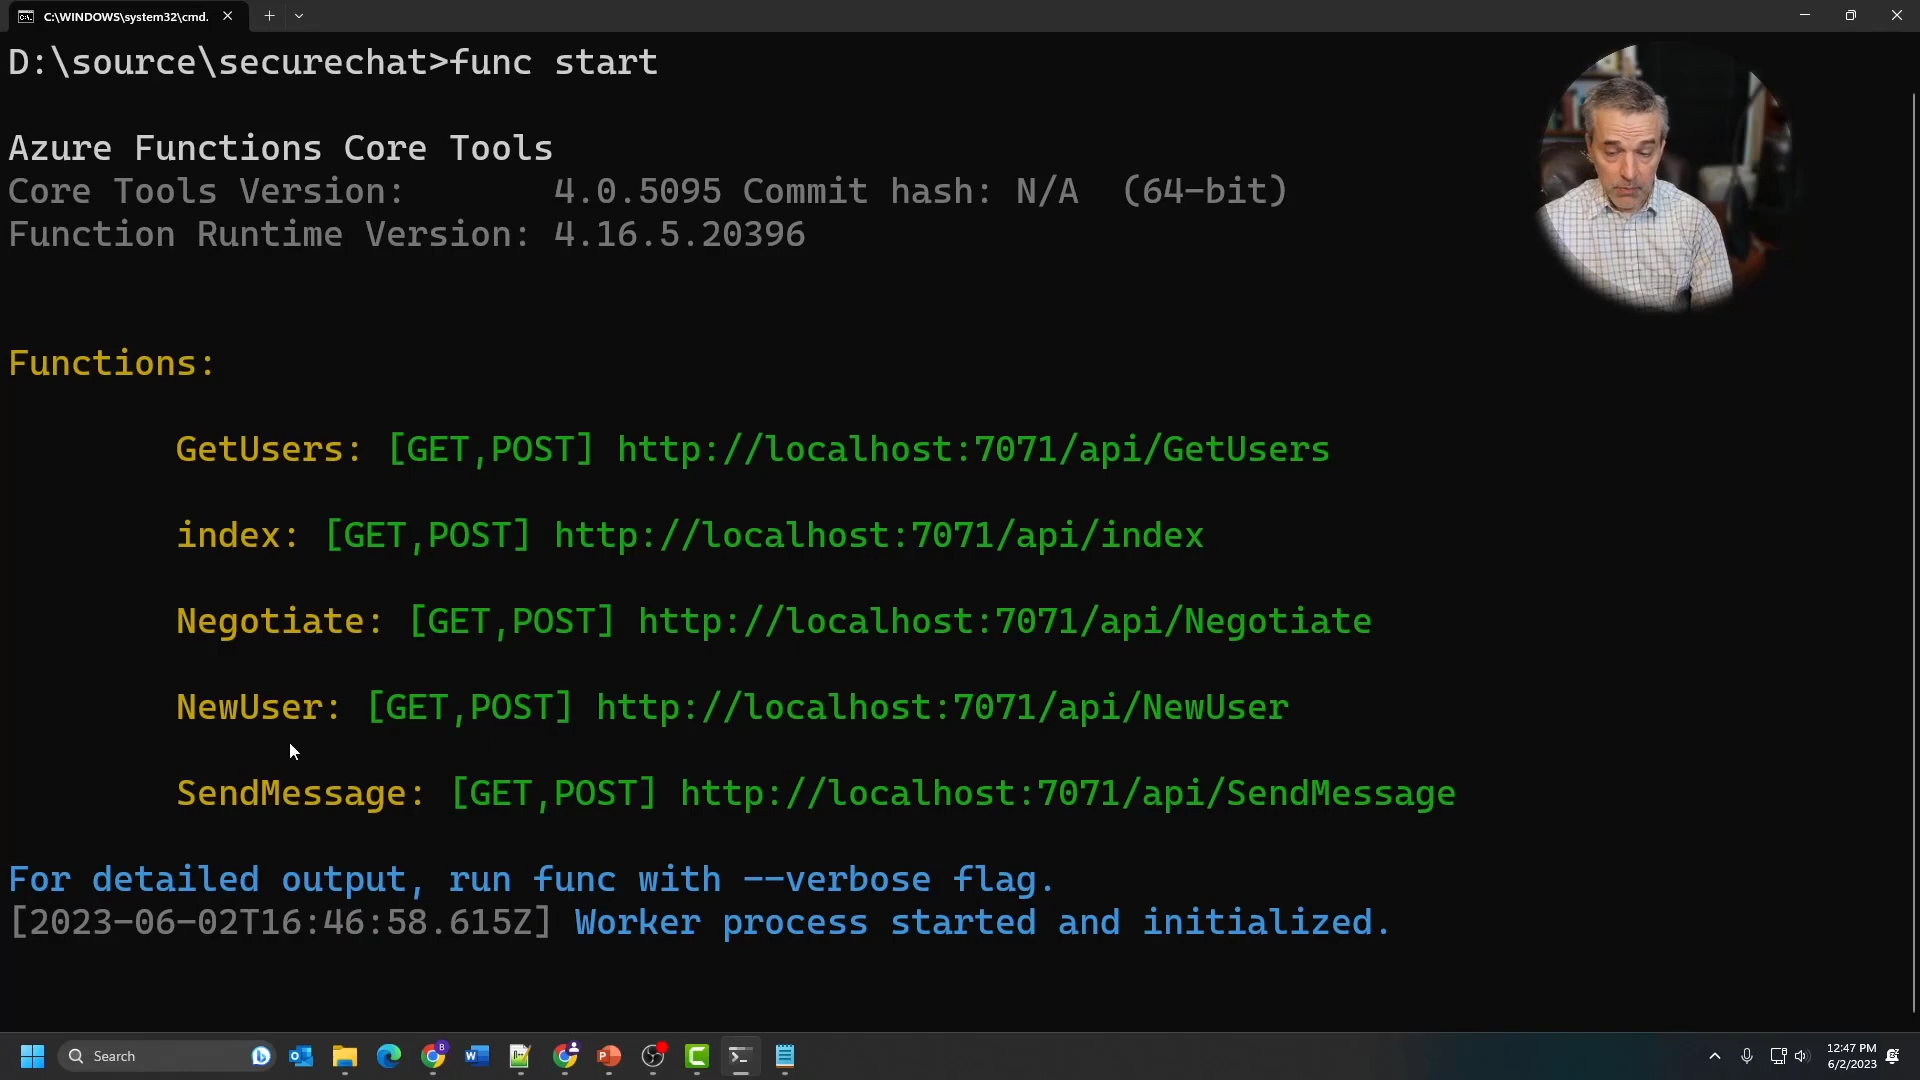 C:\WINDOWS\system32\cmd.
D:\source\securechat>func start
Azure Functions Core Tools
Core Tools Version:       4.0.5095 Commit hash: N/A  (64-bit)
Function Runtime Version: 4.16.5.20396
Functions:
GetUsers: [GET,POST] http://localhost:7071/api/GetUsers
index: [GET,POST] http://localhost:7071/api/index
Negotiate: [GET,POST] http://localhost:7071/api/Negotiate
NewUser: [GET,POST] http://localhost:7071/api/NewUser
SendMessage: [GET,POST] http://localhost:7071/api/SendMessage
For detailed output, run func with --verbose flag.
[2023-06-02T16:46:58.615Z] Worker process started and initialized.
Search
12:47 PM
6/2/2023